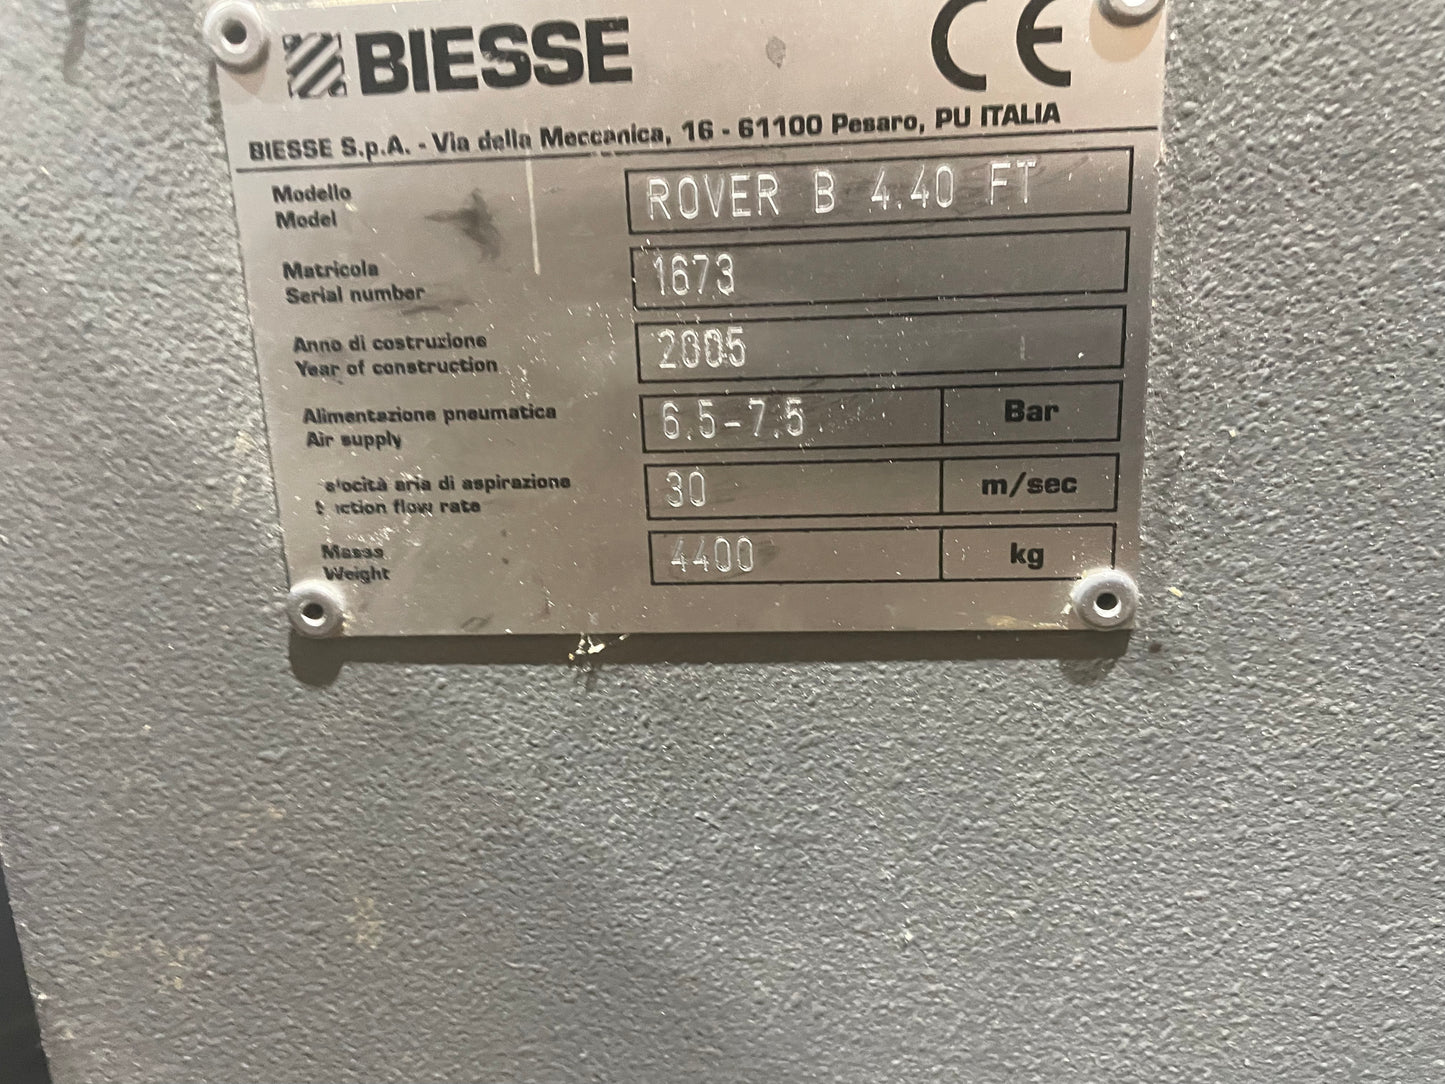 BIESSE CE
BIESSE S.p.A. - Via della Meccanica, 16 - 61100 Pesaro, PU ITALIA
Modello
Model
ROVER B 4.40 FT
Matricola
Serial number
1673
Anno di costruzione
Year of construction
2005
Alimentazione pneumatica
Air supply
6.5-7.5 Bar
aria di aspirazione
flow rate
30 m/sec
Massa
Weight
4400 kg